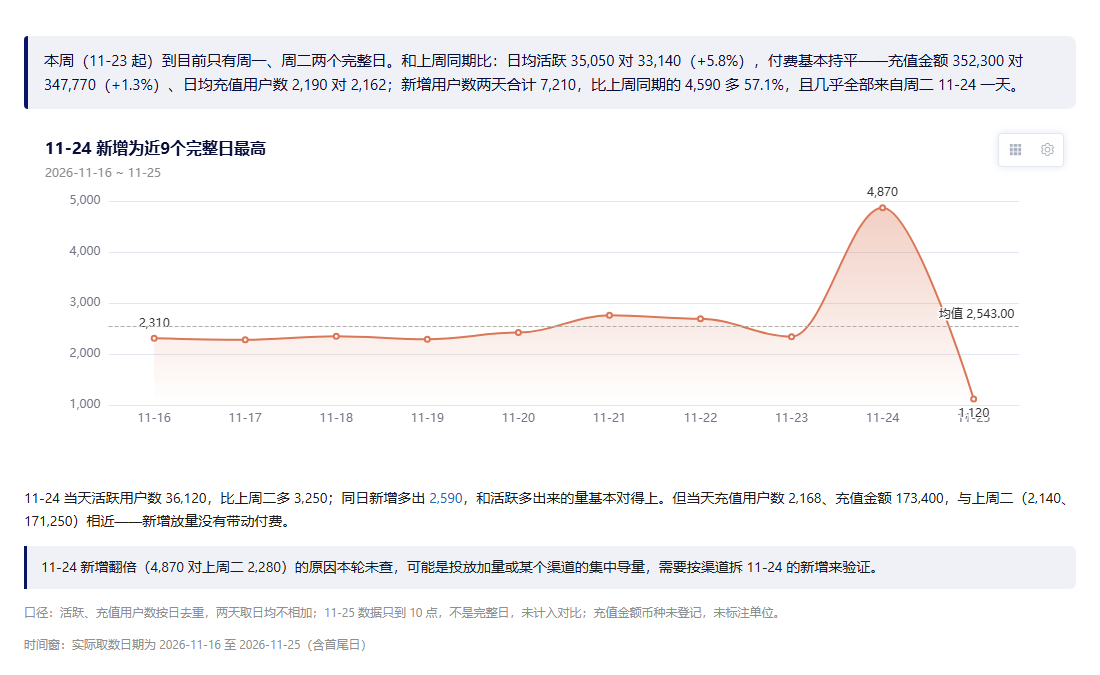 本周（11-23 起）到目前只有周一、周二两个完整日。和上周同期比：日均活跃 35,050 对 33,140（+5.8%），付费基本持平——充值金额 352,300 对
347,770（+1.3%）、日均充值用户数 2,190 对 2,162；新增用户数两天合计 7,210，比上周同期的 4,590 多 57.1%，且几乎全部来自周二 11-24 一天。
11-24 新增为近9个完整日最高
2026-11-16 ~ 11-25
5,000
4,000
3,000
2,000
1,000
2,310
4,870
均值 2,543.00
1,120
11-16
11-17
11-18
11-19
11-20
11-21
11-22
11-23
11-24
11-25
11-24 当天活跃用户数 36,120，比上周二多 3,250；同日新增多出 2,590，和活跃多出来的量基本对得上。但当天充值用户数 2,168、充值金额 173,400，与上周二（2,140、
171,250）相近——新增放量没有带动付费。
11-24 新增翻倍（4,870 对上周二 2,280）的原因本轮未查，可能是投放加量或某个渠道的集中导量，需要按渠道拆 11-24 的新增来验证。
口径：活跃、充值用户数按日去重，两天取日均不相加；11-25 数据只到 10 点，不是完整日，未计入对比；充值金额币种未登记，未标注单位。
时间窗：实际取数日期为 2026-11-16 至 2026-11-25（含首尾日）